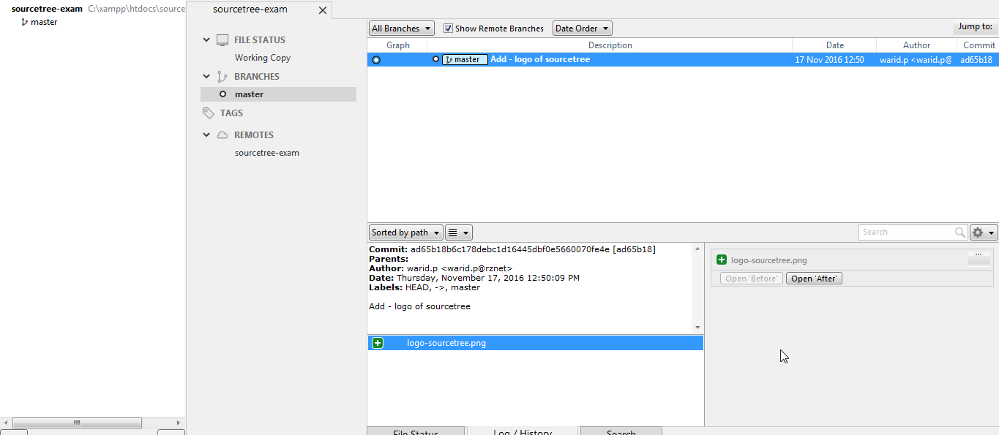 sourcetree-exam C:\xampp\htdocs\source
master
sourcetree-exam
FILE STATUS
Working Copy
BRANCHES
master
TAGS
REMOTES
sourcetree-exam
All Branches Show Remote Branches Date Order Jump to:
Graph Description Date Author Commit
master Add - logo of sourcetree 17 Nov 2016 12:50 warid.p <warid.p@ ad65b18
Sorted by path Search
Commit: ad65b18b6c178debc1d16445dbf0e5660070fe4e [ad65b18]
Parents:
Author: warid.p <warid.p@rznet>
Date: Thursday, November 17, 2016 12:50:09 PM
Labels: HEAD, ->, master
Add - logo of sourcetree
logo-sourcetree.png
logo-sourcetree.png
Open 'Before' Open 'After'
File Status Log / History Search